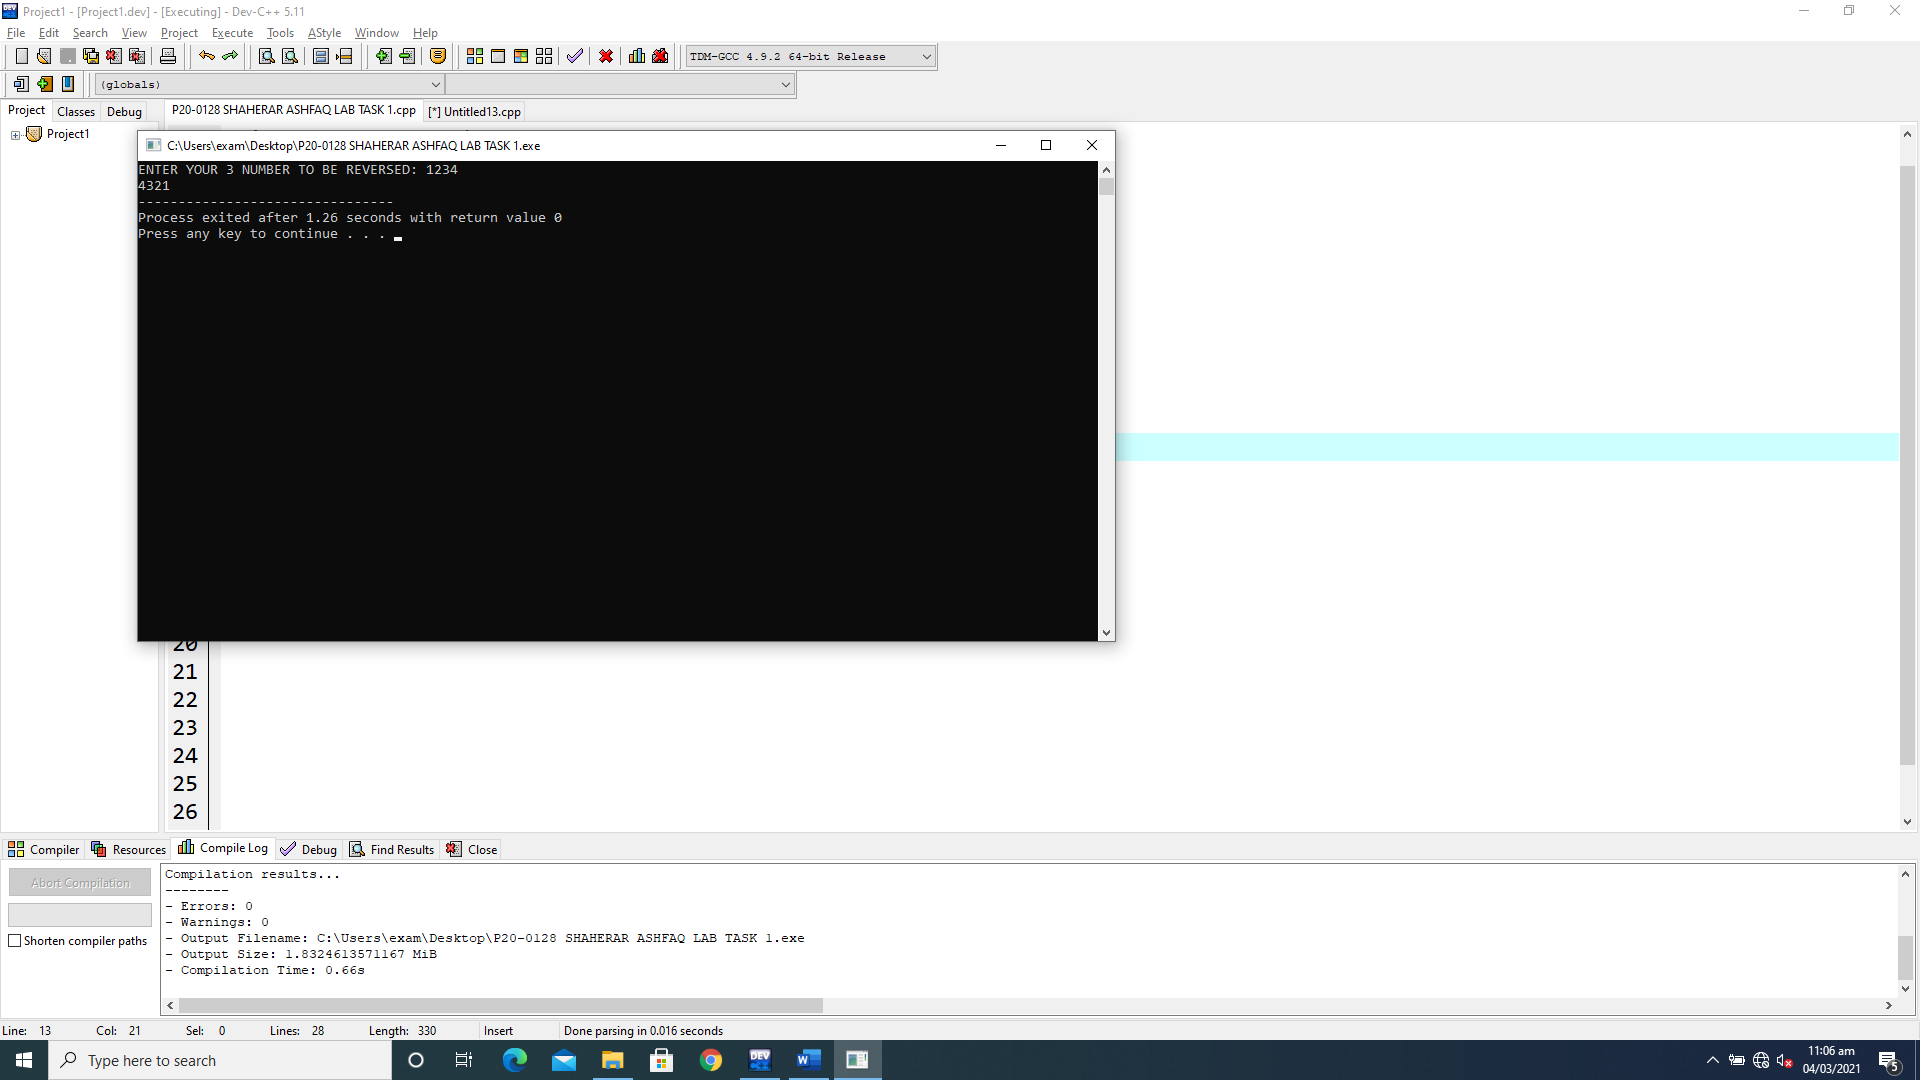 Project1 - [Project1.dev] - [Executing] - Dev-C++ 5.11
File Edit Search View Project Execute Tools AStyle Window Help
TDM-GCC 4.9.2 64-bit Release
(globals)
Project Classes Debug
P20-0128 SHAHERAR ASHFAQ LAB TASK 1.cpp [*] Untitled13.cpp
Project1
C:\Users\exam\Desktop\P20-0128 SHAHERAR ASHFAQ LAB TASK 1.exe
ENTER YOUR 3 NUMBER TO BE REVERSED: 1234
4321
--------------------------------
Process exited after 1.26 seconds with return value 0
Press any key to continue . . .
20
21
22
23
24
25
26
Compiler Resources Compile Log Debug Find Results Close
Abort Compilation
Shorten compiler paths
Compilation results...
--------
- Errors: 0
- Warnings: 0
- Output Filename: C:\Users\exam\Desktop\P20-0128 SHAHERAR ASHFAQ LAB TASK 1.exe
- Output Size: 1.8324613571167 MiB
- Compilation Time: 0.66s
Line: 13 Col: 21 Sel: 0 Lines: 28 Length: 330 Insert Done parsing in 0.016 seconds
Type here to search
DEV
W
11:06 am
04/03/2021
5